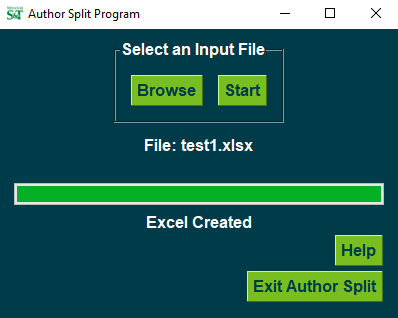 S&T Author Split Program
Select an Input File
Browse Start
File: test1.xlsx
Excel Created
Help
Exit Author Split